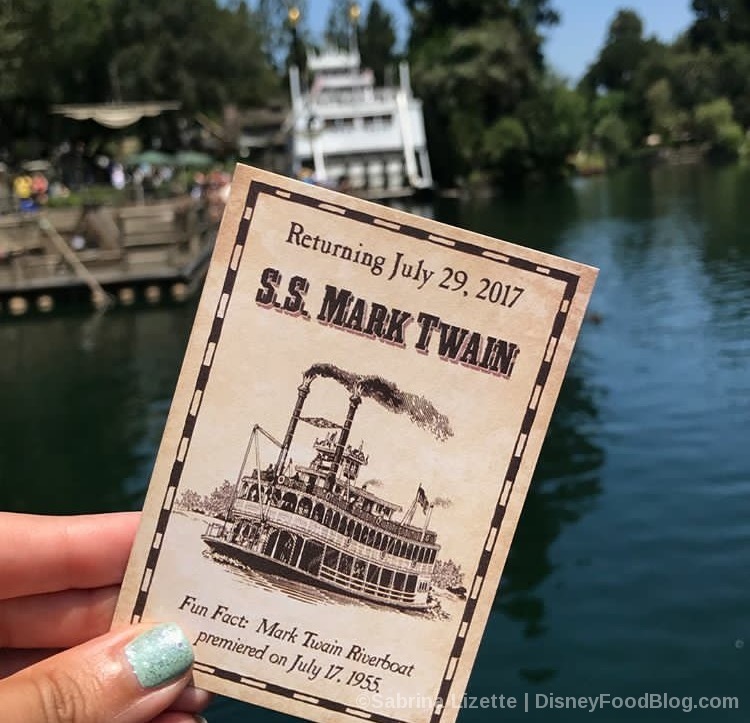 Returning July 29, 2017
S.S. MARK TWAIN
Fun Fact: Mark Twain Riverboat
premiered on July 17, 1955.
©Sabrina Lizette | DisneyFoodBlog.com